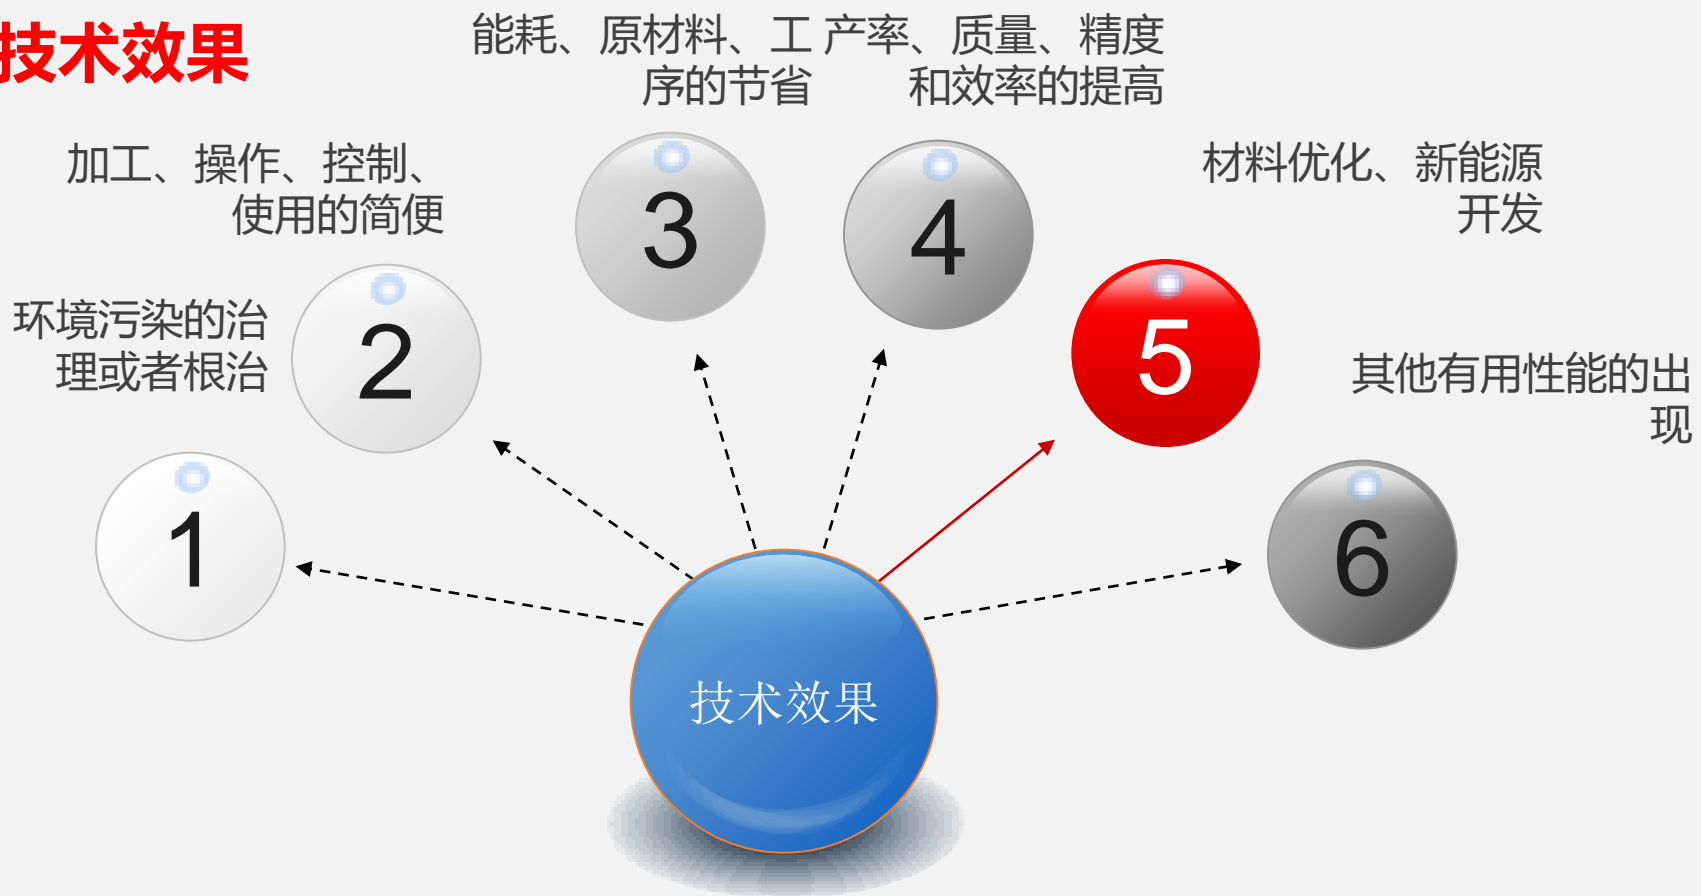 技术效果
能耗、原材料、工
序的节省
产率、质量、精度
和效率的提高
加工、操作、控制、
使用的简便
材料优化、新能源
开发
环境污染的治
理或者根治
其他有用性能的出
现
3
4
2
5
1
6
技术效果